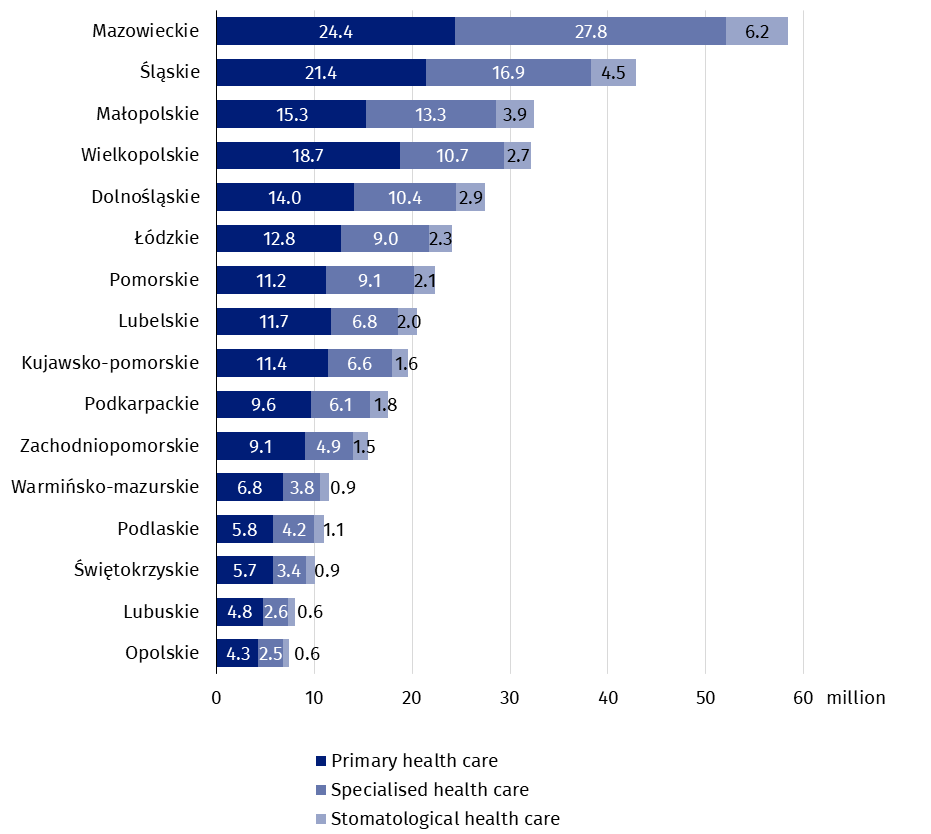 Mazowieckie 24.4 27.8 6.2
Śląskie 21.4 16.9 4.5
Małopolskie 15.3 13.3 3.9
Wielkopolskie 18.7 10.7 2.7
Dolnośląskie 14.0 10.4 2.9
Łódzkie 12.8 9.0 2.3
Pomorskie 11.2 9.1 2.1
Lubelskie 11.7 6.8 2.0
Kujawsko-pomorskie 11.4 6.6 1.6
Podkarpackie 9.6 6.1 1.8
Zachodniopomorskie 9.1 4.9 1.5
Warmińsko-mazurskie 6.8 3.8 0.9
Podlaskie 5.8 4.2 1.1
Świętokrzyskie 5.7 3.4 0.9
Lubuskie 4.8 2.6 0.6
Opolskie 4.3 2.5 0.6
0 10 20 30 40 50 60 million
Primary health care
Specialised health care
Stomatological health care